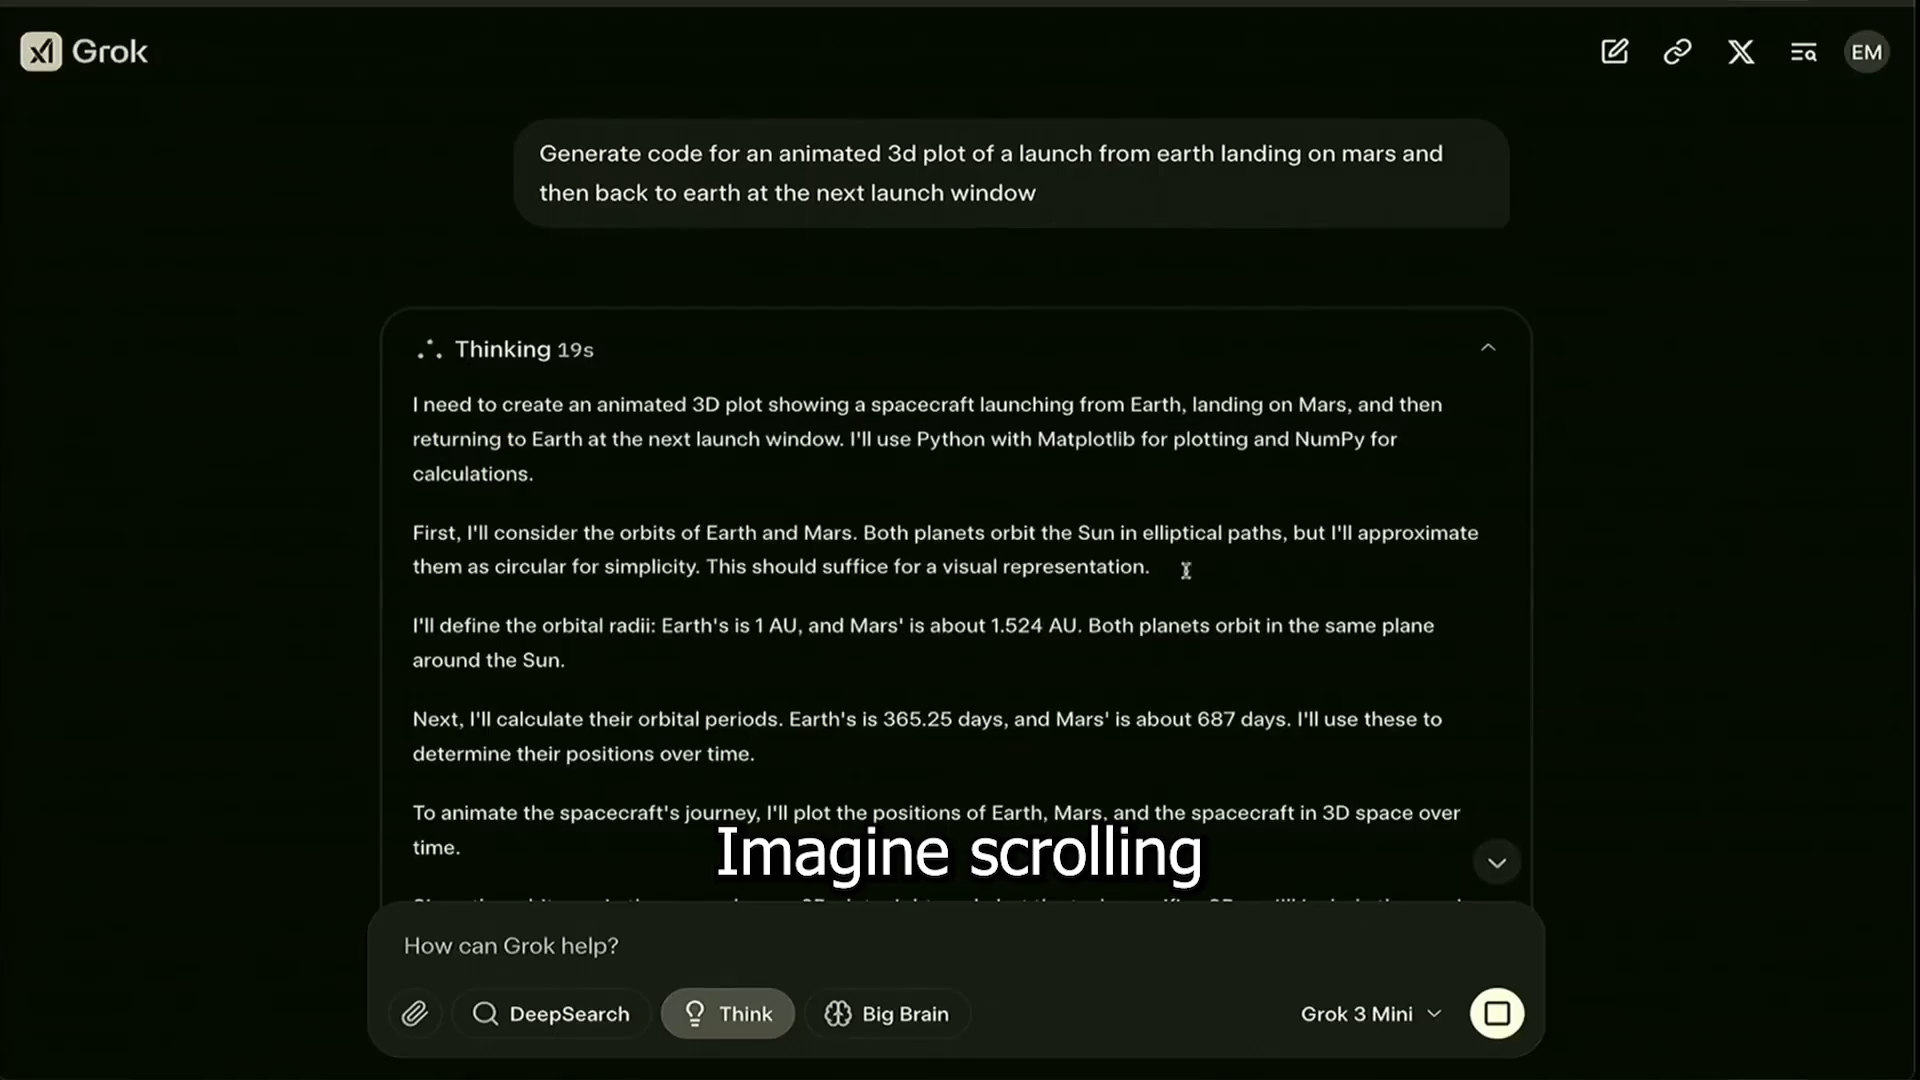 Grok
EM
Generate code for an animated 3d plot of a launch from earth landing on mars and
then back to earth at the next launch window
Thinking 19s
I need to create an animated 3D plot showing a spacecraft launching from Earth, landing on Mars, and then
returning to Earth at the next launch window. I'll use Python with Matplotlib for plotting and NumPy for
calculations.
First, I'll consider the orbits of Earth and Mars. Both planets orbit the Sun in elliptical paths, but I'll approximate
them as circular for simplicity. This should suffice for a visual representation.
I'll define the orbital radii: Earth's is 1 AU, and Mars' is about 1.524 AU. Both planets orbit in the same plane
around the Sun.
Next, I'll calculate their orbital periods. Earth's is 365.25 days, and Mars' is about 687 days. I'll use these to
determine their positions over time.
To animate the spacecraft's journey, I'll plot the positions of Earth, Mars, and the spacecraft in 3D space over
time.
Imagine scrolling
How can Grok help?
DeepSearch
Think
Big Brain
Grok 3 Mini